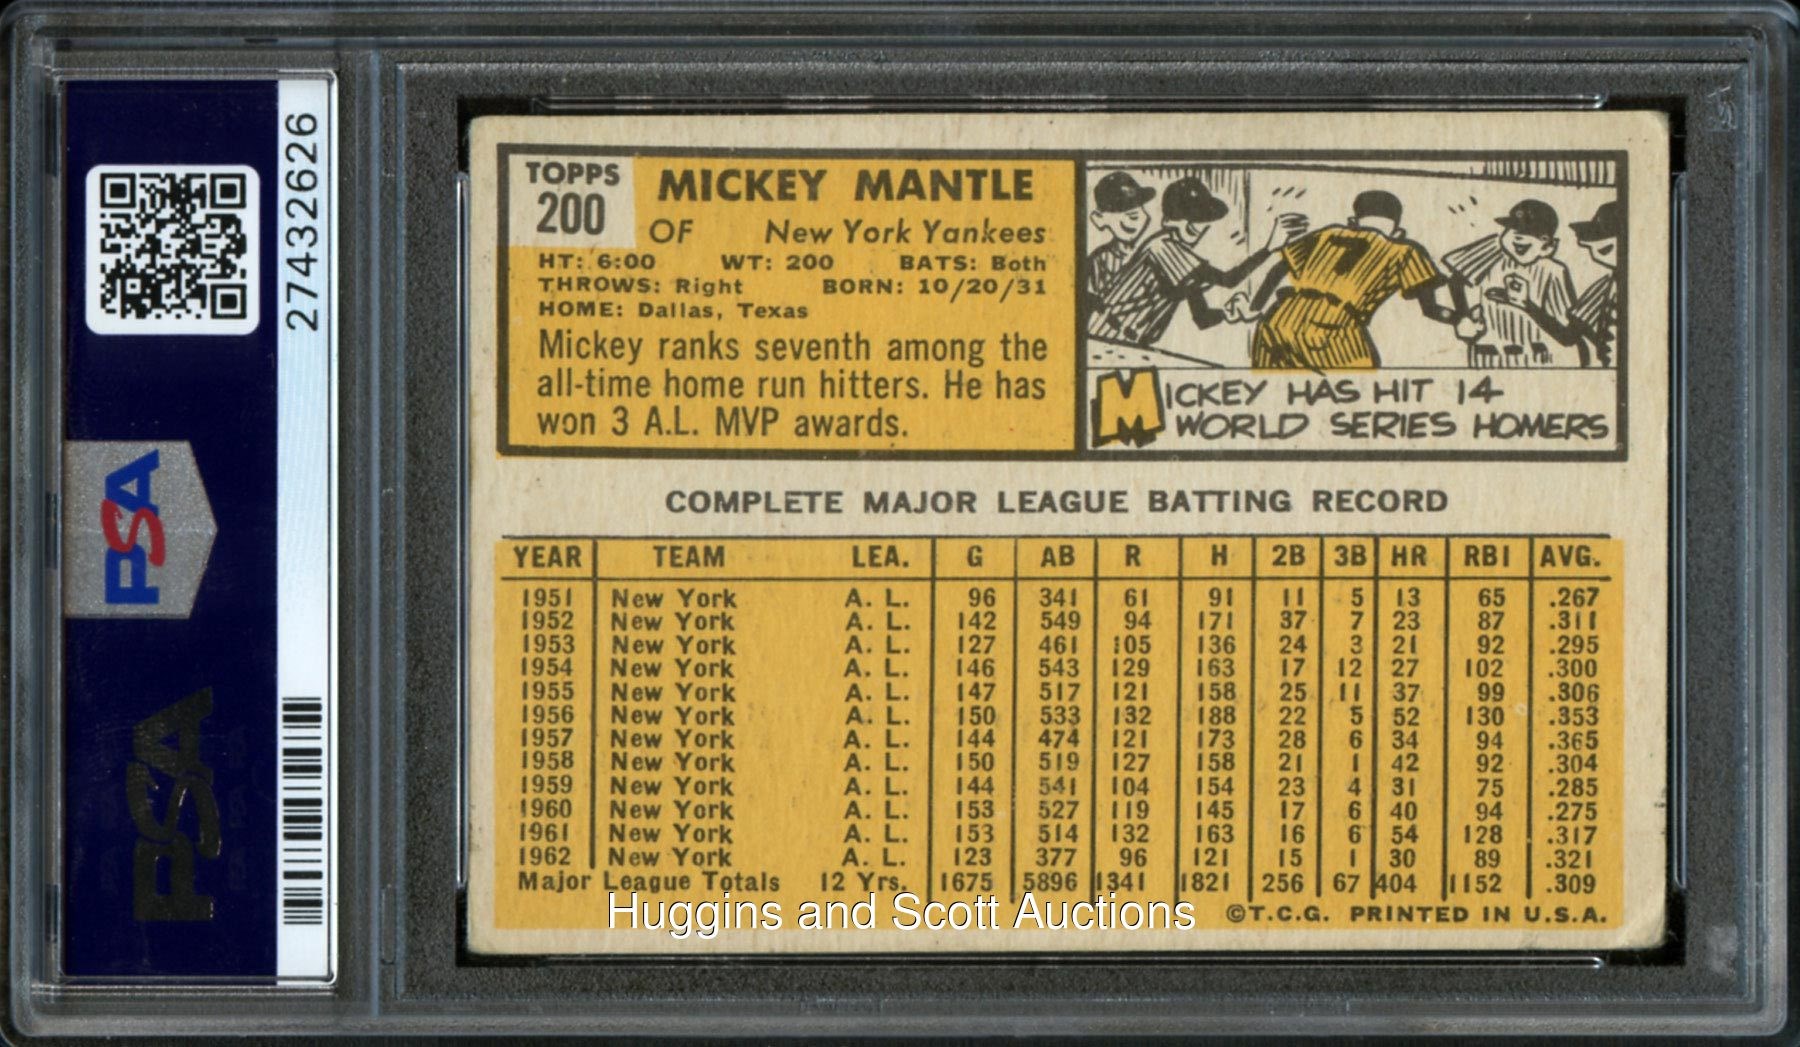 27432626
PSA
PSA
TOPPS
200
MICKEY MANTLE
OF New York Yankees
HT: 6:00 WT: 200 BATS: Both
THROWS: Right BORN: 10/20/31
HOME: Dallas, Texas
Mickey ranks seventh among the
all-time home run hitters. He has
won 3 A.L. MVP awards.
7
MICKEY HAS HIT 14
WORLD SERIES HOMERS
COMPLETE MAJOR LEAGUE BATTING RECORD
YEAR TEAM LEA. G AB R H 2B 3B HR RBI AVG.
1951 New York A. L. 96 341 61 91 11 5 13 65 .267
1952 New York A. L. 142 549 94 171 37 7 23 87 .311
1953 New York A. L. 127 461 105 136 24 3 21 92 .295
1954 New York A. L. 146 543 129 163 17 12 27 102 .300
1955 New York A. L. 147 517 121 158 25 11 37 99 .306
1956 New York A. L. 150 533 132 188 22 5 52 130 .353
1957 New York A. L. 144 474 121 173 28 6 34 94 .365
1958 New York A. L. 150 519 127 158 21 1 42 92 .304
1959 New York A. L. 144 541 104 154 23 4 31 75 .285
1960 New York A. L. 153 527 119 145 17 6 40 94 .275
1961 New York A. L. 153 514 132 163 16 6 54 128 .317
1962 New York A. L. 123 377 96 121 15 1 30 89 .321
Major League Totals 12 Yrs. 1675 5896 1341 1821 256 67 404 1152 .309
Huggins and Scott Auctions
©T.C.G. PRINTED IN U.S.A.